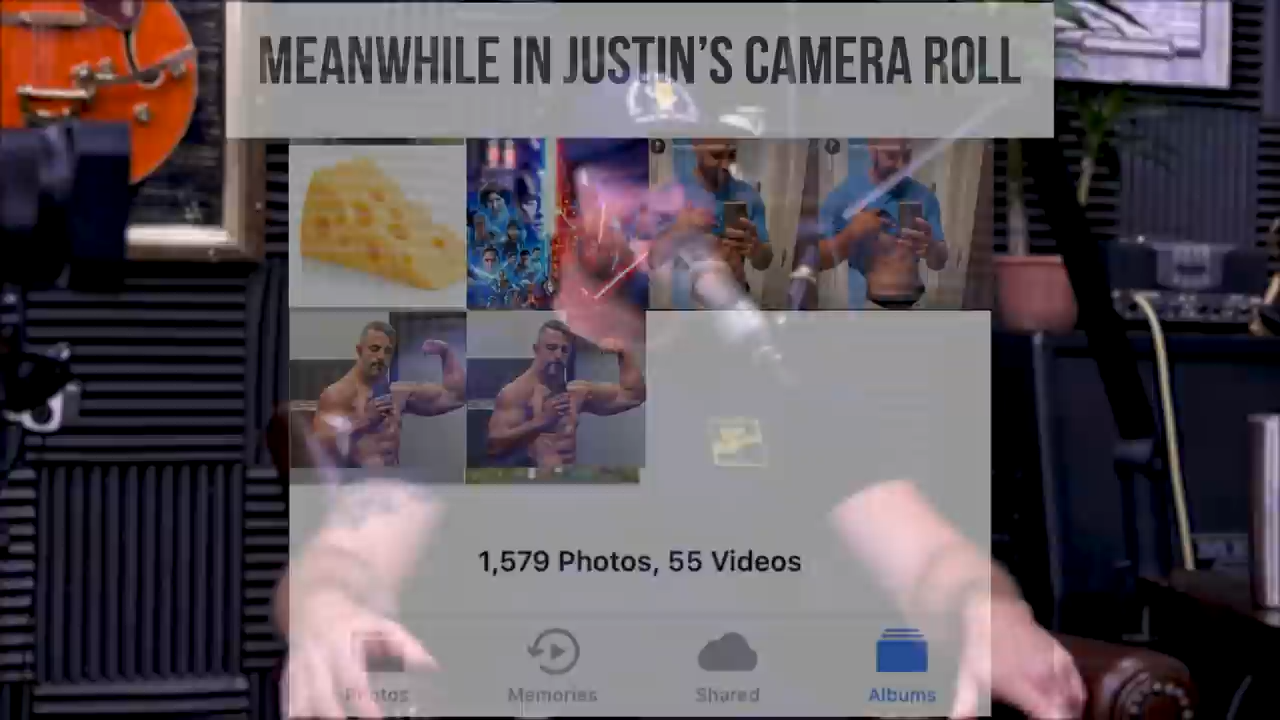 MEANWHILE IN JUSTIN'S CAMERA ROLL
1,579 Photos, 55 Videos
Photos
Memories
Shared
Albums